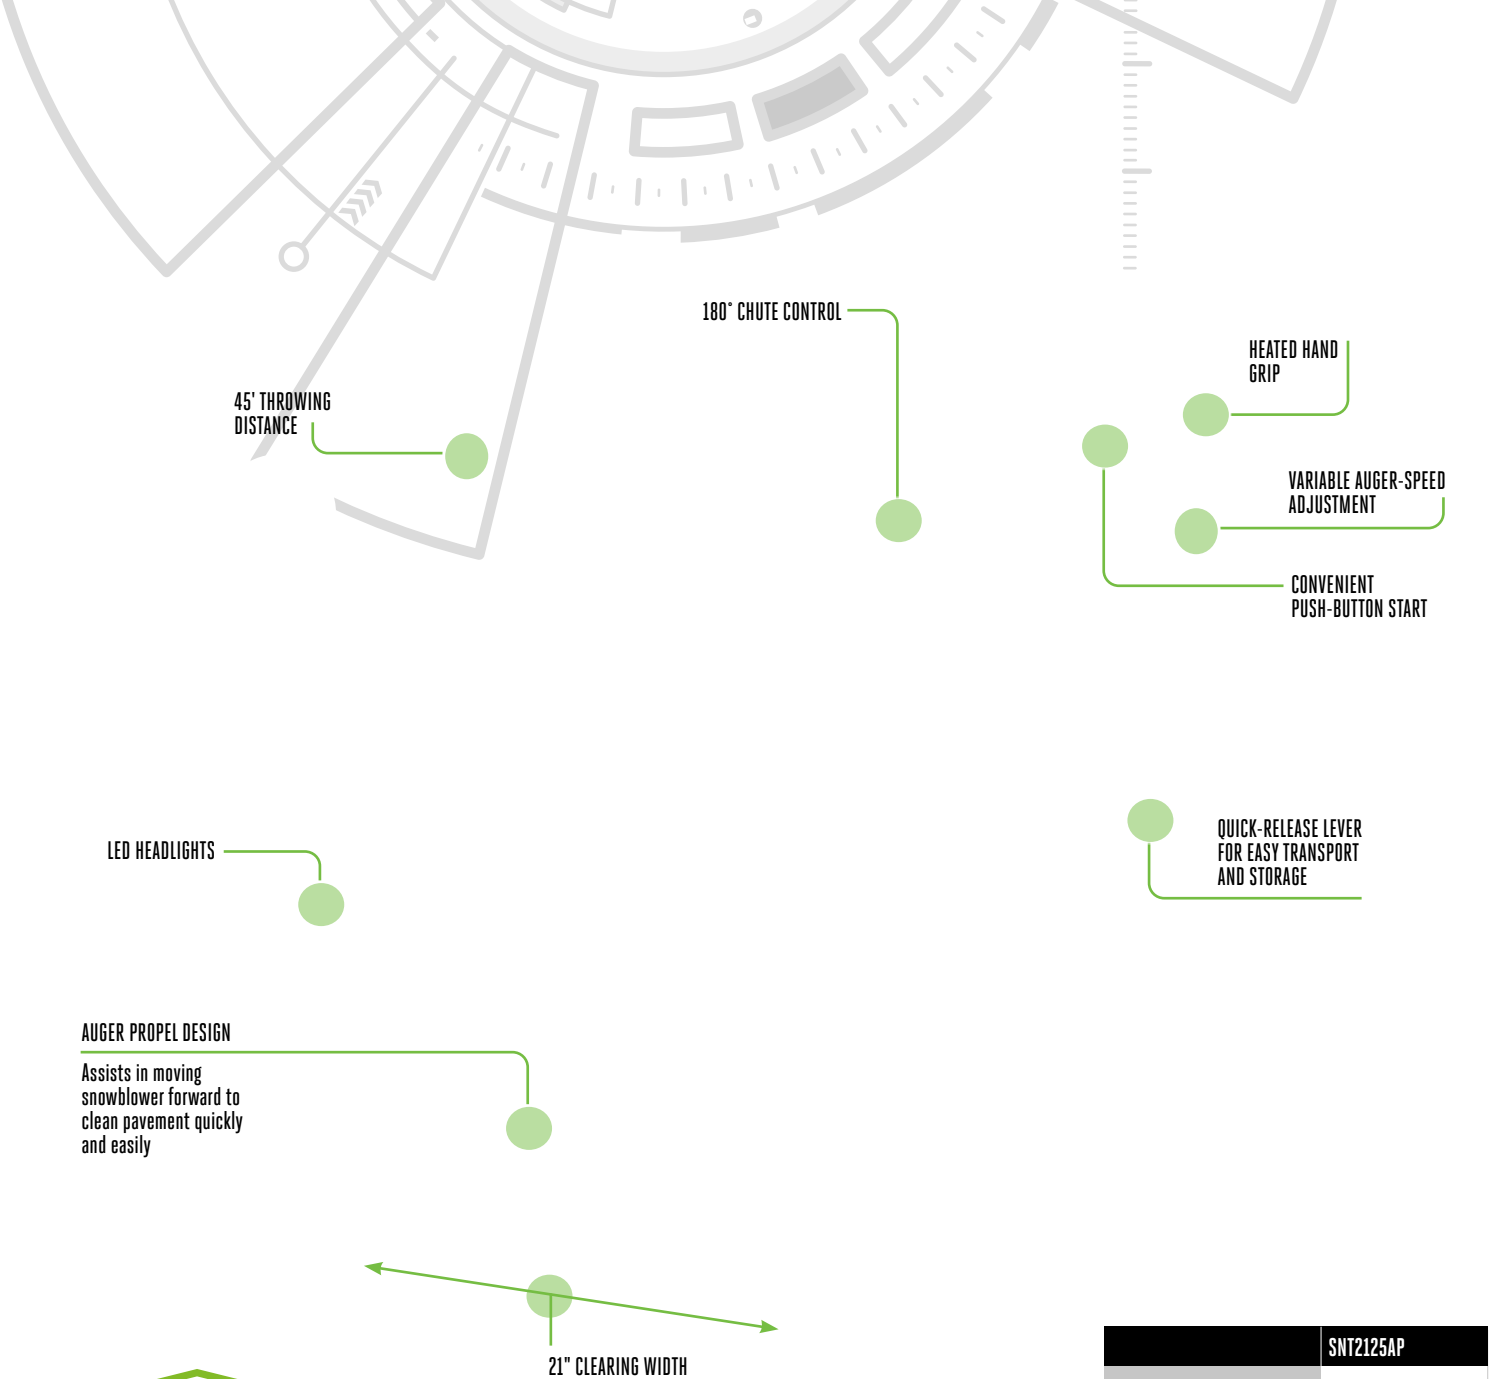 180° CHUTE CONTROL
HEATED HAND
GRIP
45' THROWING
DISTANCE
VARIABLE AUGER-SPEED
ADJUSTMENT
CONVENIENT
PUSH-BUTTON START
QUICK-RELEASE LEVER
FOR EASY TRANSPORT
AND STORAGE
LED HEADLIGHTS
AUGER PROPEL DESIGN
Assists in moving
snowblower forward to
clean pavement quickly
and easily
21" CLEARING WIDTH
SNT2125AP